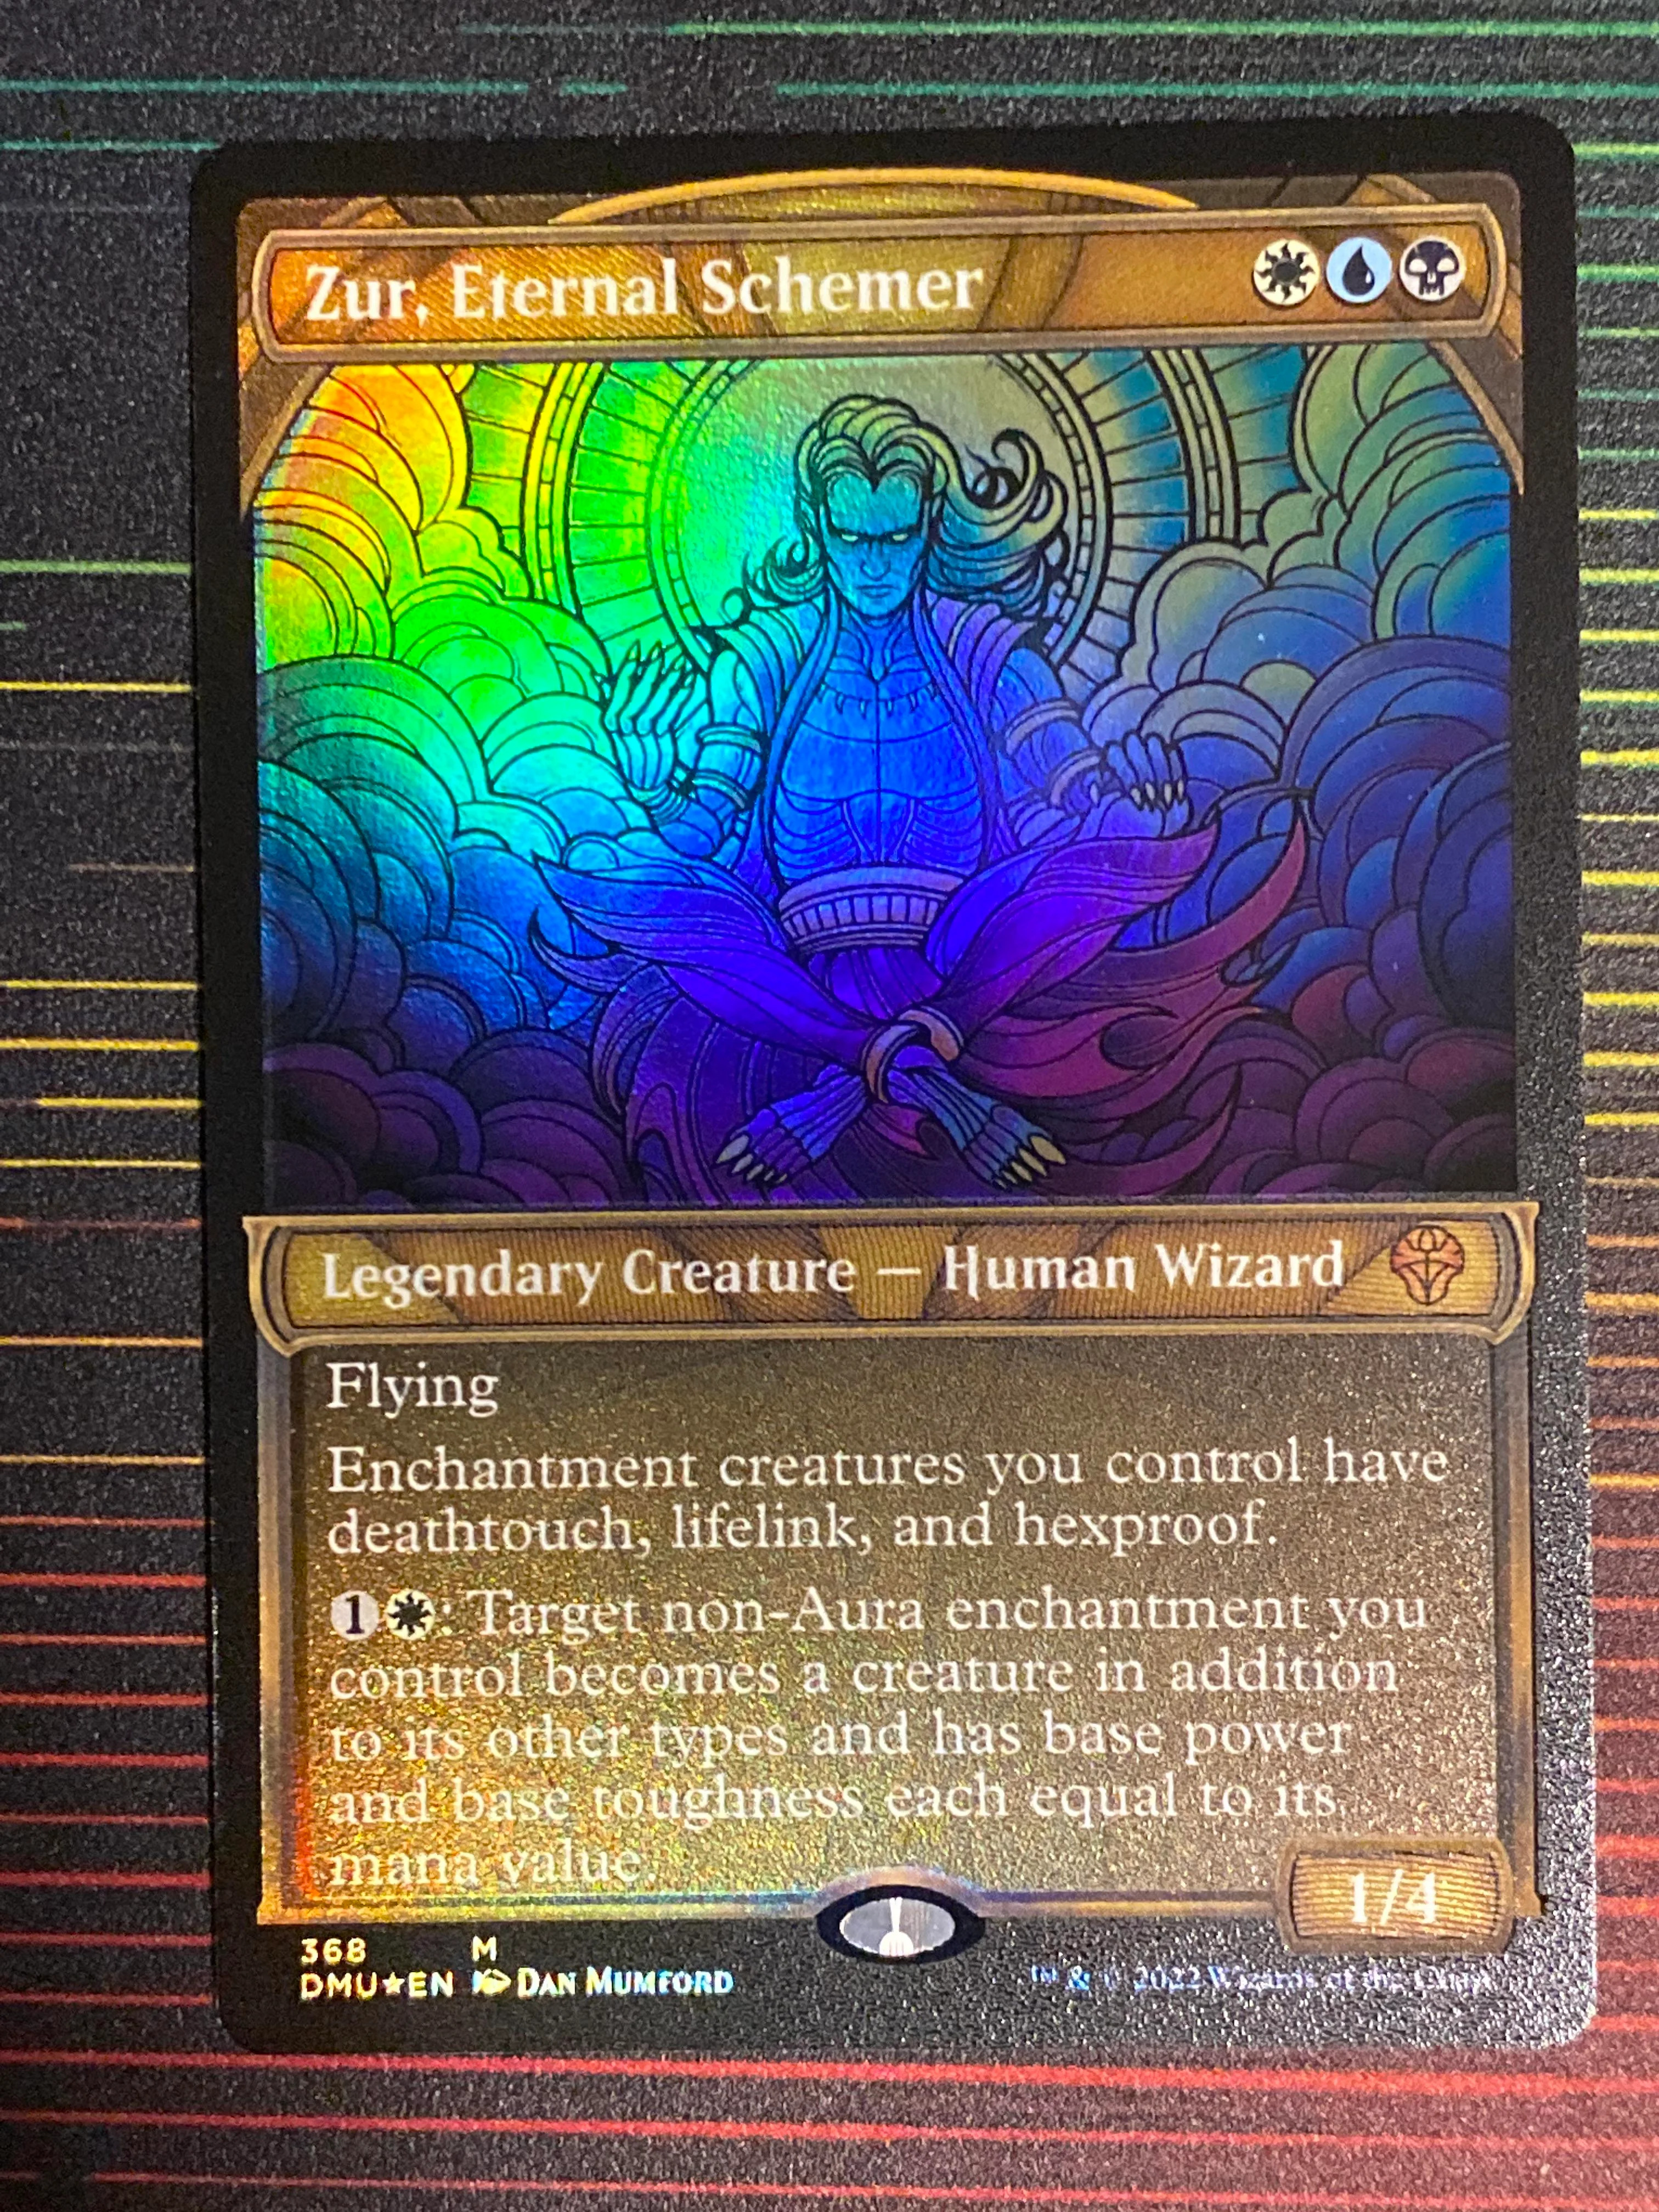 Zur, Eternal Schemer
Legendary Creature — Human Wizard
Flying
Enchantment creatures you control have
deathtouch, lifelink, and hexproof.
1: Target non-Aura enchantment you
control becomes a creature in addition
to its other types and has base power
and base toughness each equal to its
mana value.
1/4
368 M
DMU★EN DAN MUMFORD
™ & © 2022 Wizards of the Coast